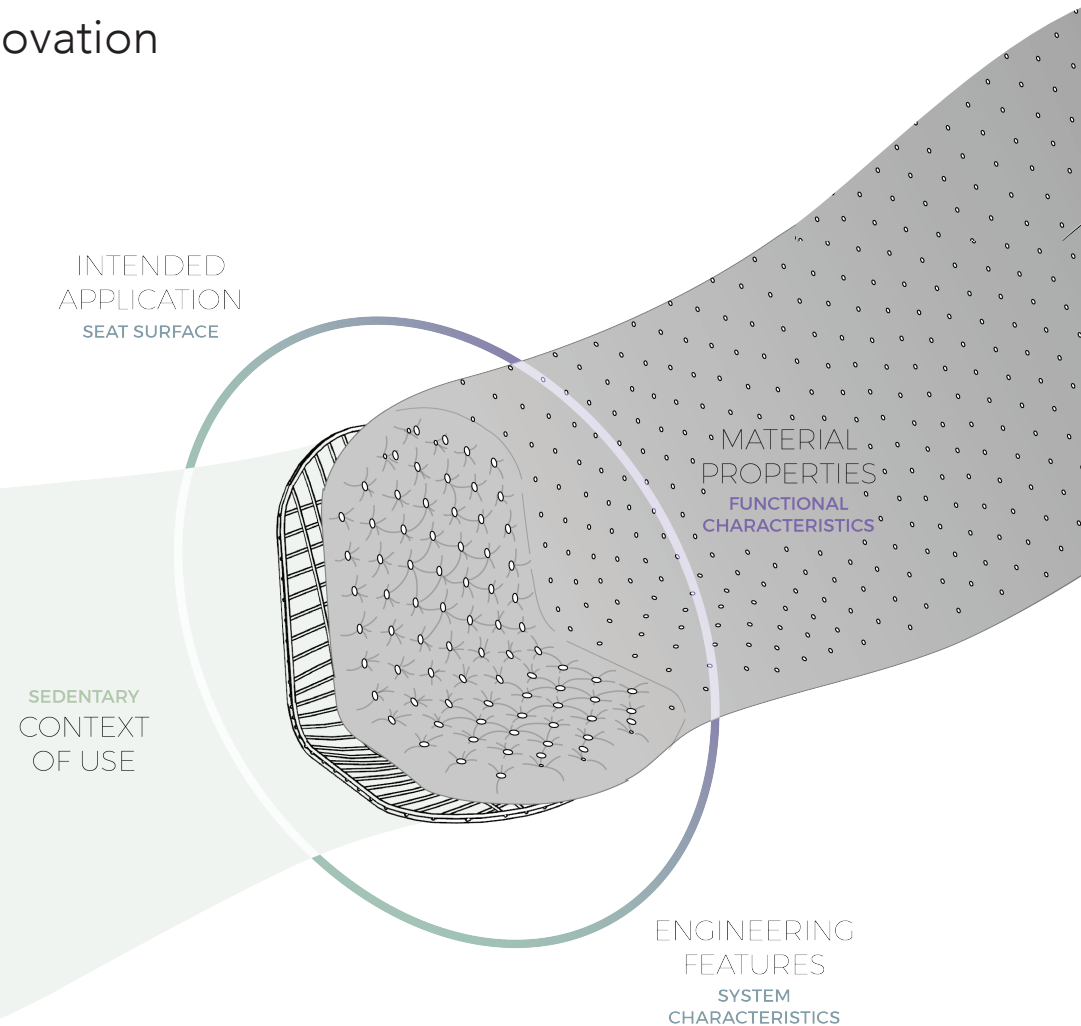 ovation
INTENDED
APPLICATION
SEAT SURFACE
MATERIAL
PROPERTIES
FUNCTIONAL
CHARACTERISTICS
SEDENTARY
CONTEXT
OF USE
ENGINEERING
FEATURES
SYSTEM
CHARACTERISTICS